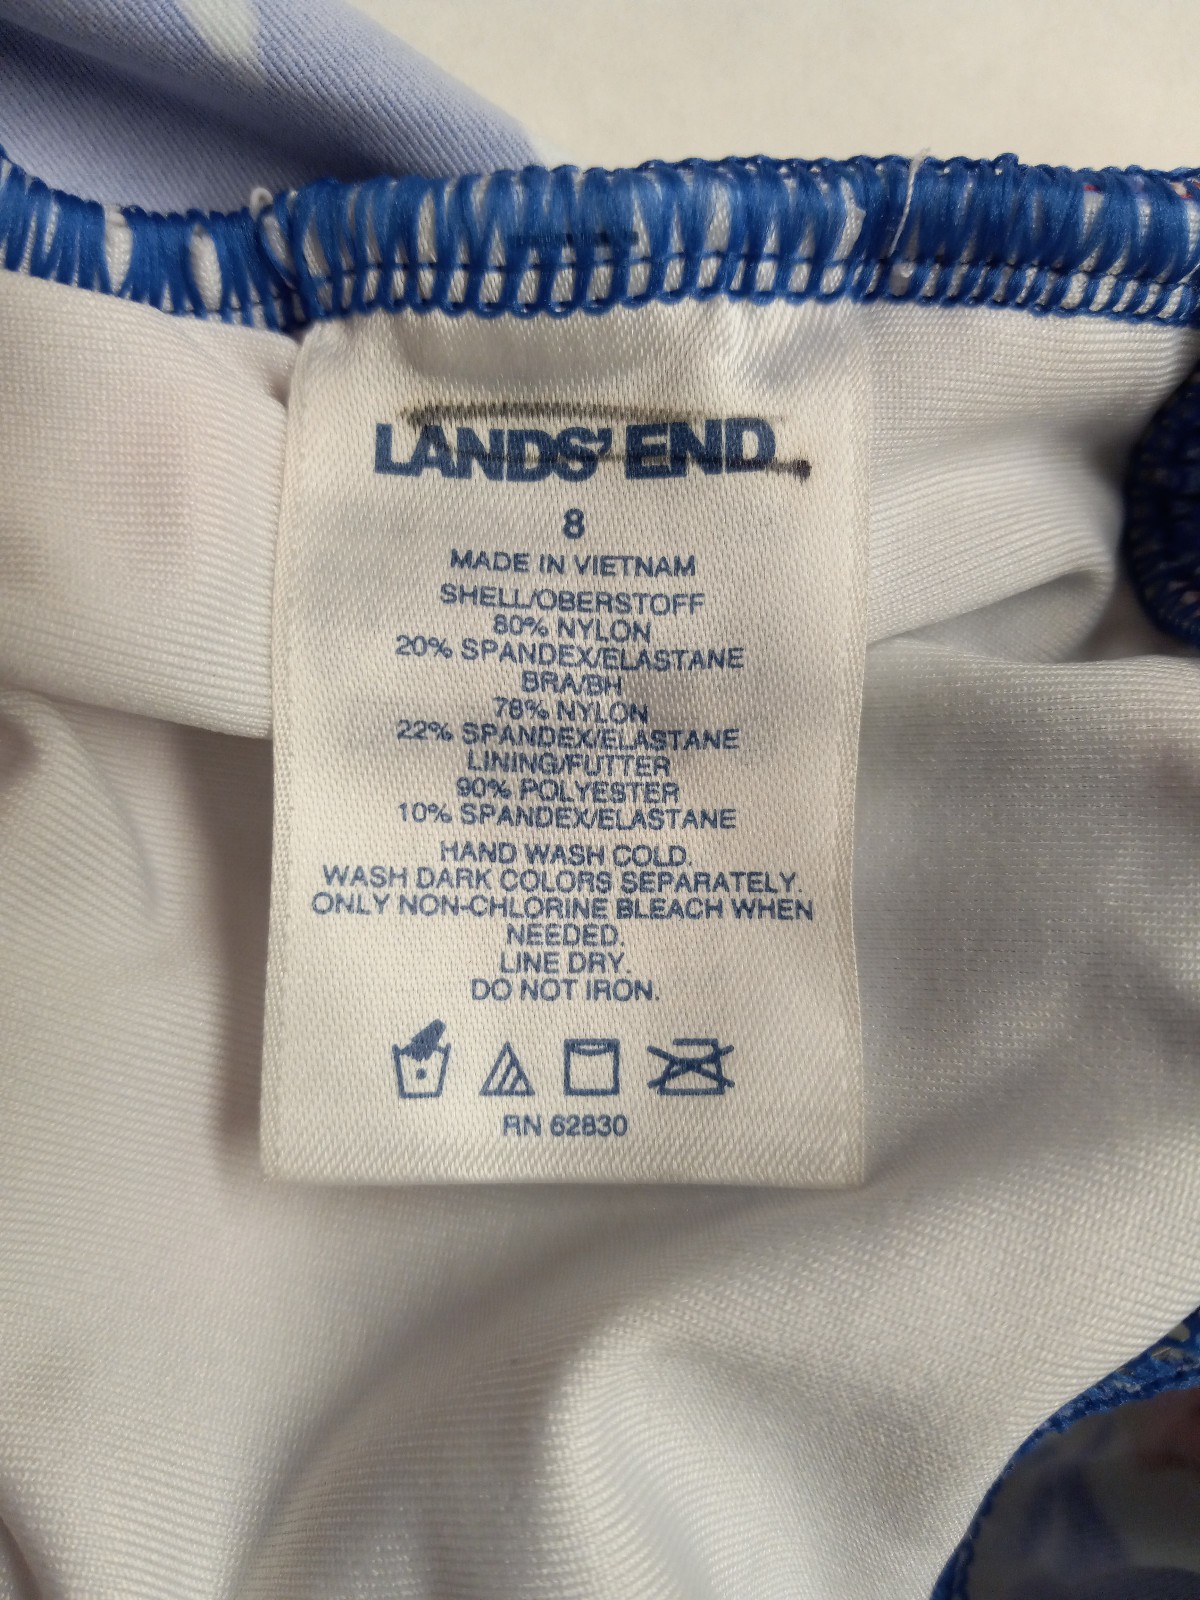 LANDS' END
8
MADE IN VIETNAM
SHELL/OBERSTOFF
80% NYLON
20% SPANDEX/ELASTANE
BRA/BH
78% NYLON
22% SPANDEX/ELASTANE
LINING/FUTTER
90% POLYESTER
10% SPANDEX/ELASTANE
HAND WASH COLD.
WASH DARK COLORS SEPARATELY.
ONLY NON-CHLORINE BLEACH WHEN
NEEDED.
LINE DRY.
DO NOT IRON.
RN 62830